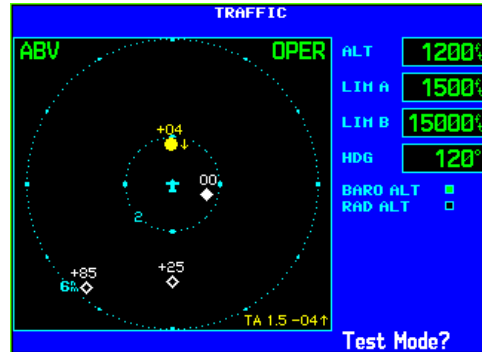 TRAFFIC
ABV
OPER
ALT
1200ft
LIM A
1500ft
LIM B
15000ft
HDG
120°
BARO ALT
RAD ALT
+04
↓
00
2
+85
6nm
+25
TA 1.5 -04↑
Test Mode?